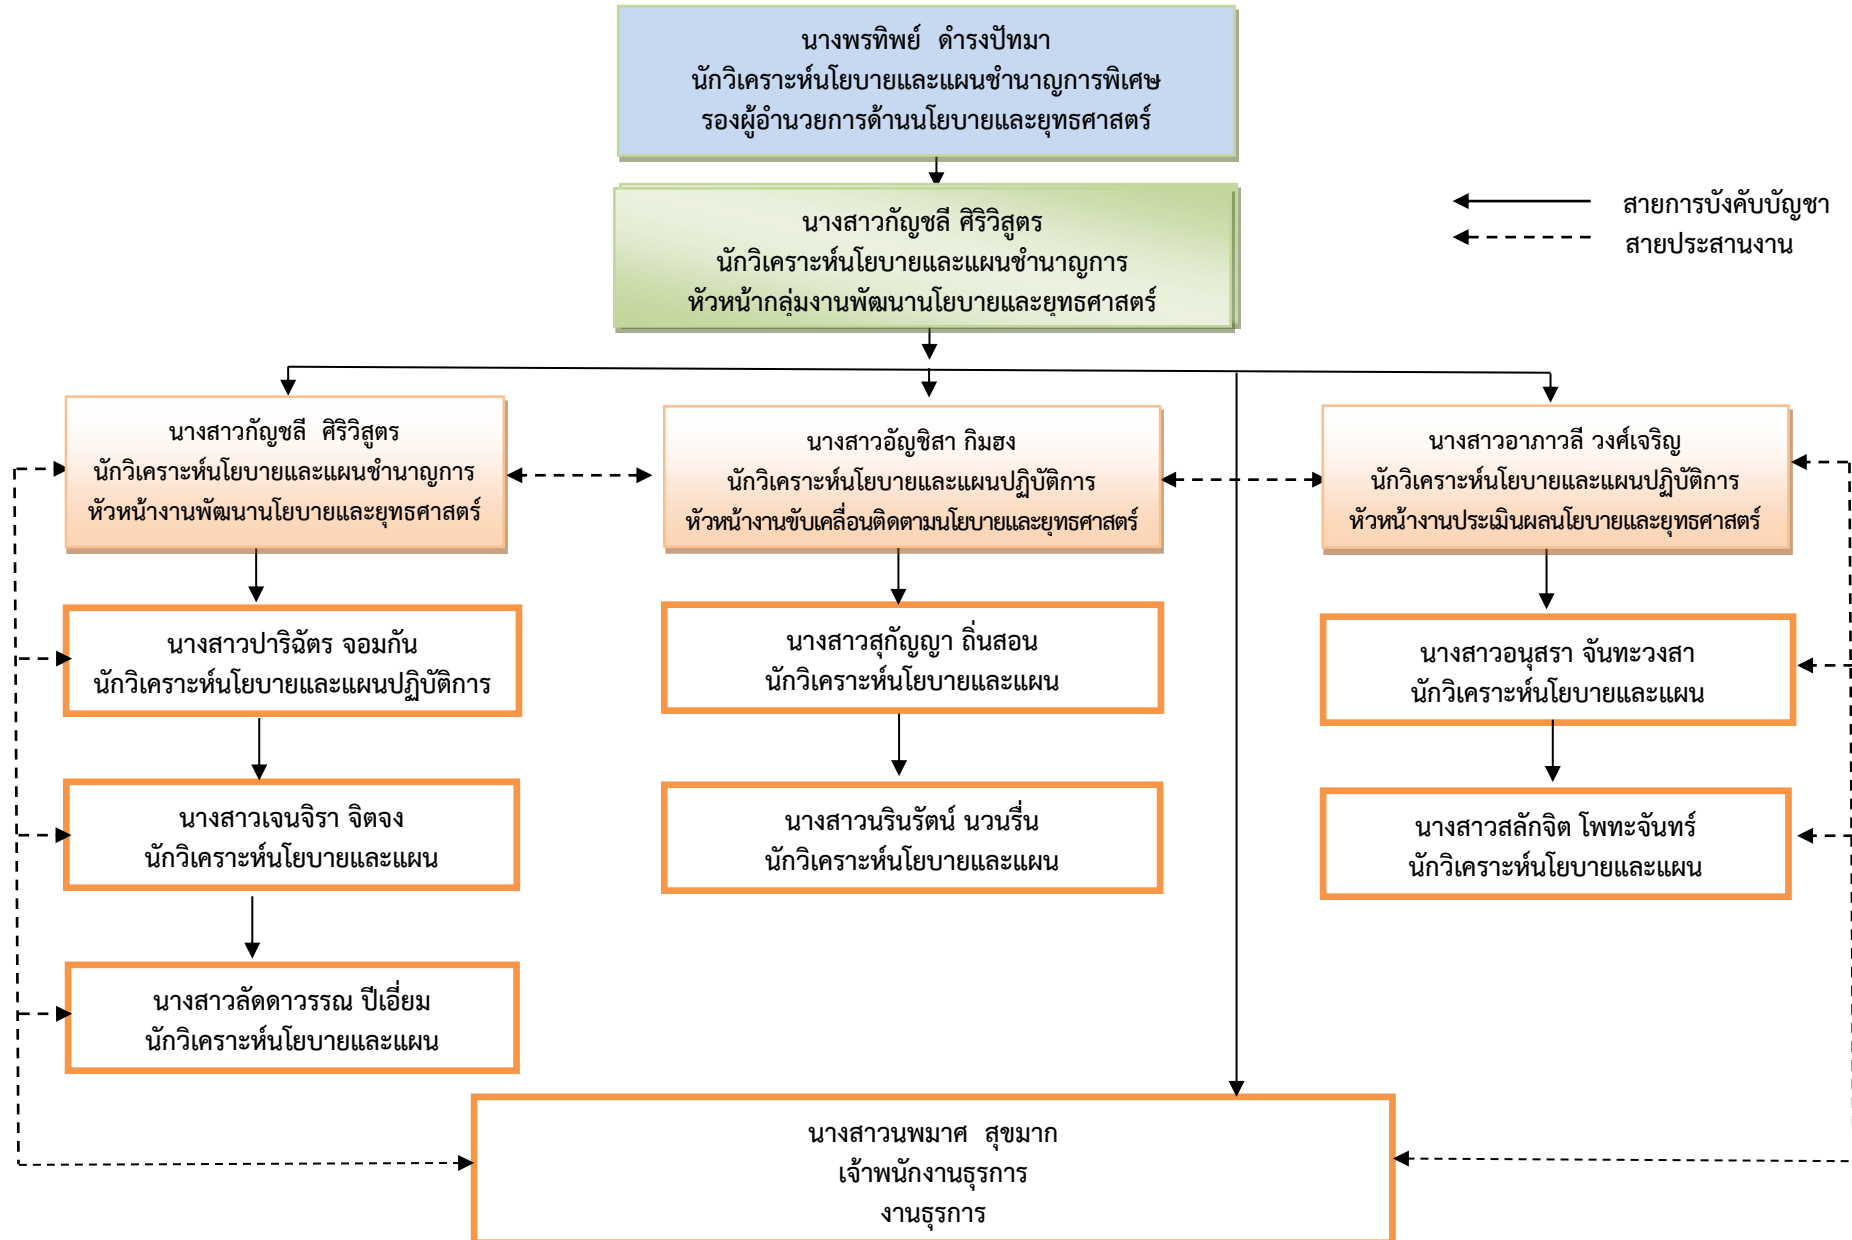 นางพรทิพย์  ดำรงปัทมา
นักวิเคราะห์นโยบายและแผนชำนาญการพิเศษ
รองผู้อำนวยการด้านนโยบายและยุทธศาสตร์
นางสาวกัญชลี ศิริวิสูตร
นักวิเคราะห์นโยบายและแผนชำนาญการ
หัวหน้ากลุ่มงานพัฒนานโยบายและยุทธศาสตร์
สายการบังคับบัญชา
สายประสานงาน
นางสาวกัญชลี  ศิริวิสูตร
นักวิเคราะห์นโยบายและแผนชำนาญการ
หัวหน้างานพัฒนานโยบายและยุทธศาสตร์
นางสาวอัญชิสา กิมฮง
นักวิเคราะห์นโยบายและแผนปฏิบัติการ
หัวหน้างานขับเคลื่อนติดตามนโยบายและยุทธศาสตร์
นางสาวอาภาวลี วงศ์เจริญ
นักวิเคราะห์นโยบายและแผนปฏิบัติการ
หัวหน้างานประเมินผลนโยบายและยุทธศาสตร์
นางสาวปาริฉัตร จอมกัน
นักวิเคราะห์นโยบายและแผนปฏิบัติการ
นางสาวสุกัญญา ถิ่นสอน
นักวิเคราะห์นโยบายและแผน
นางสาวอนุสรา จันทะวงสา
นักวิเคราะห์นโยบายและแผน
นางสาวเจนจิรา จิตจง
นักวิเคราะห์นโยบายและแผน
นางสาวนรินรัตน์ นวนรื่น
นักวิเคราะห์นโยบายและแผน
นางสาวสลักจิต โพทะจันทร์
นักวิเคราะห์นโยบายและแผน
นางสาวลัดดาวรรณ ปีเอี่ยม
นักวิเคราะห์นโยบายและแผน
นางสาวนพมาศ  สุขมาก
เจ้าพนักงานธุรการ
งานธุรการ